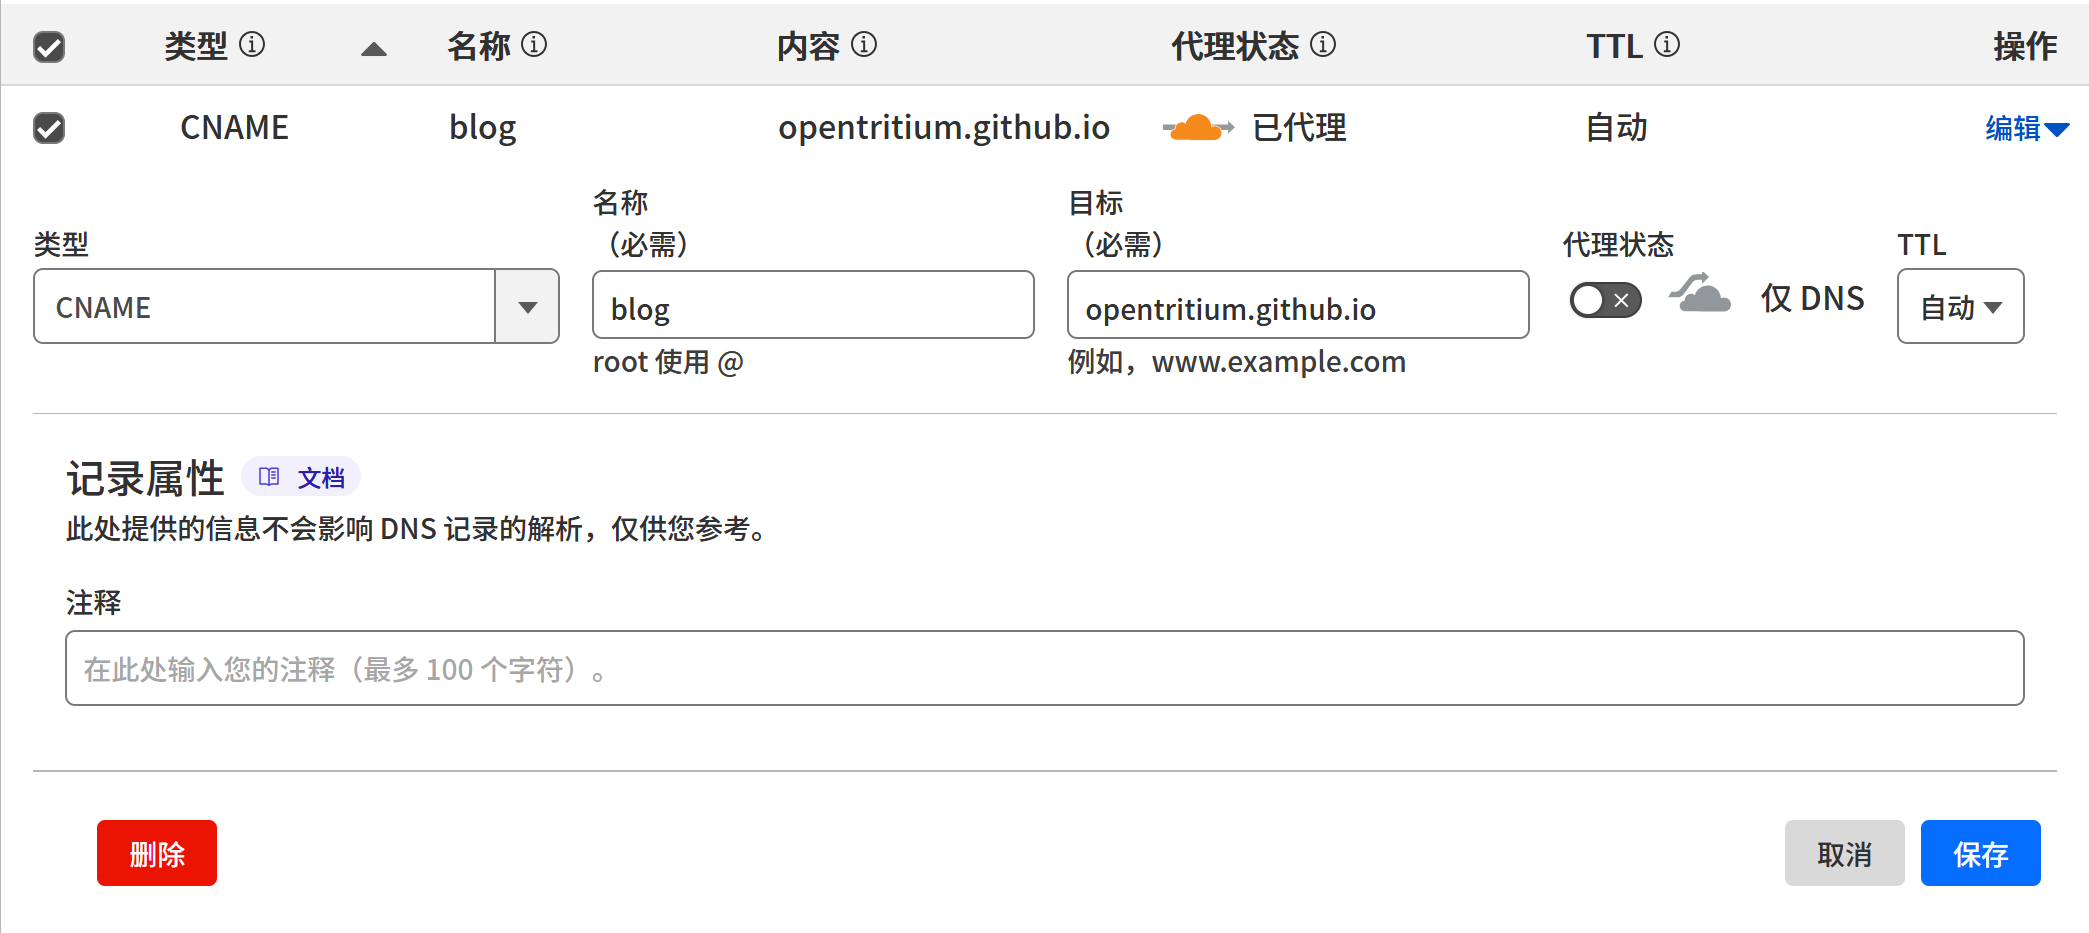 类型 名称 内容 代理状态 TTL 操作
CNAME blog opentritium.github.io 已代理 自动 编辑
类型
CNAME
名称
（必需）
blog
root 使用 @
目标
（必需）
opentritium.github.io
例如，www.example.com
代理状态
仅 DNS
TTL
自动
记录属性 文档
此处提供的信息不会影响 DNS 记录的解析，仅供您参考。
注释
在此处输入您的注释（最多 100 个字符）。
删除 取消 保存